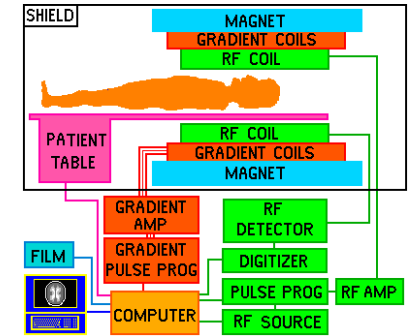 SHIELD
MAGNET
GRADIENT COILS
RF COIL
PATIENT
TABLE
RF COIL
GRADIENT COILS
MAGNET
GRADIENT
AMP
RF
DETECTOR
GRADIENT
PULSE PROG
FILM
DIGITIZER
PULSE PROG
RF AMP
COMPUTER
RF SOURCE